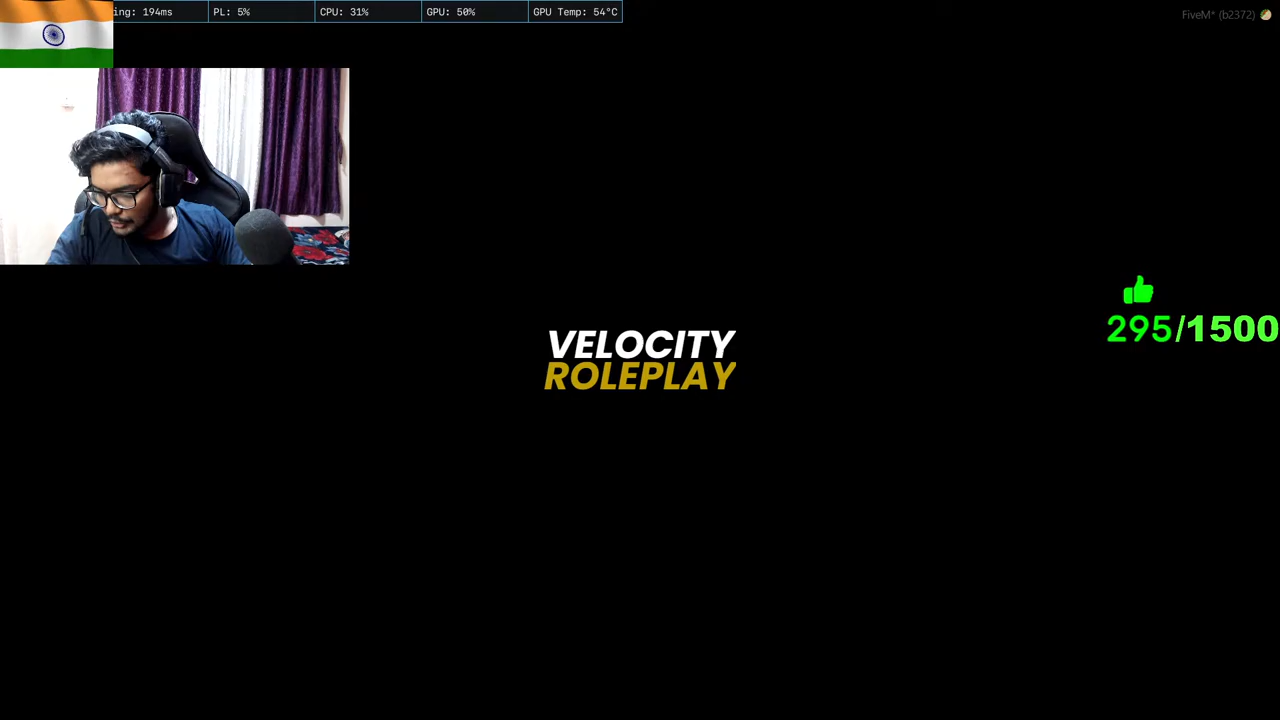 ing: 194ms PL: 5% CPU: 31% GPU: 50% GPU Temp: 54°C
FiveM* (b2372)
295/1500
VELOCITY
ROLEPLAY